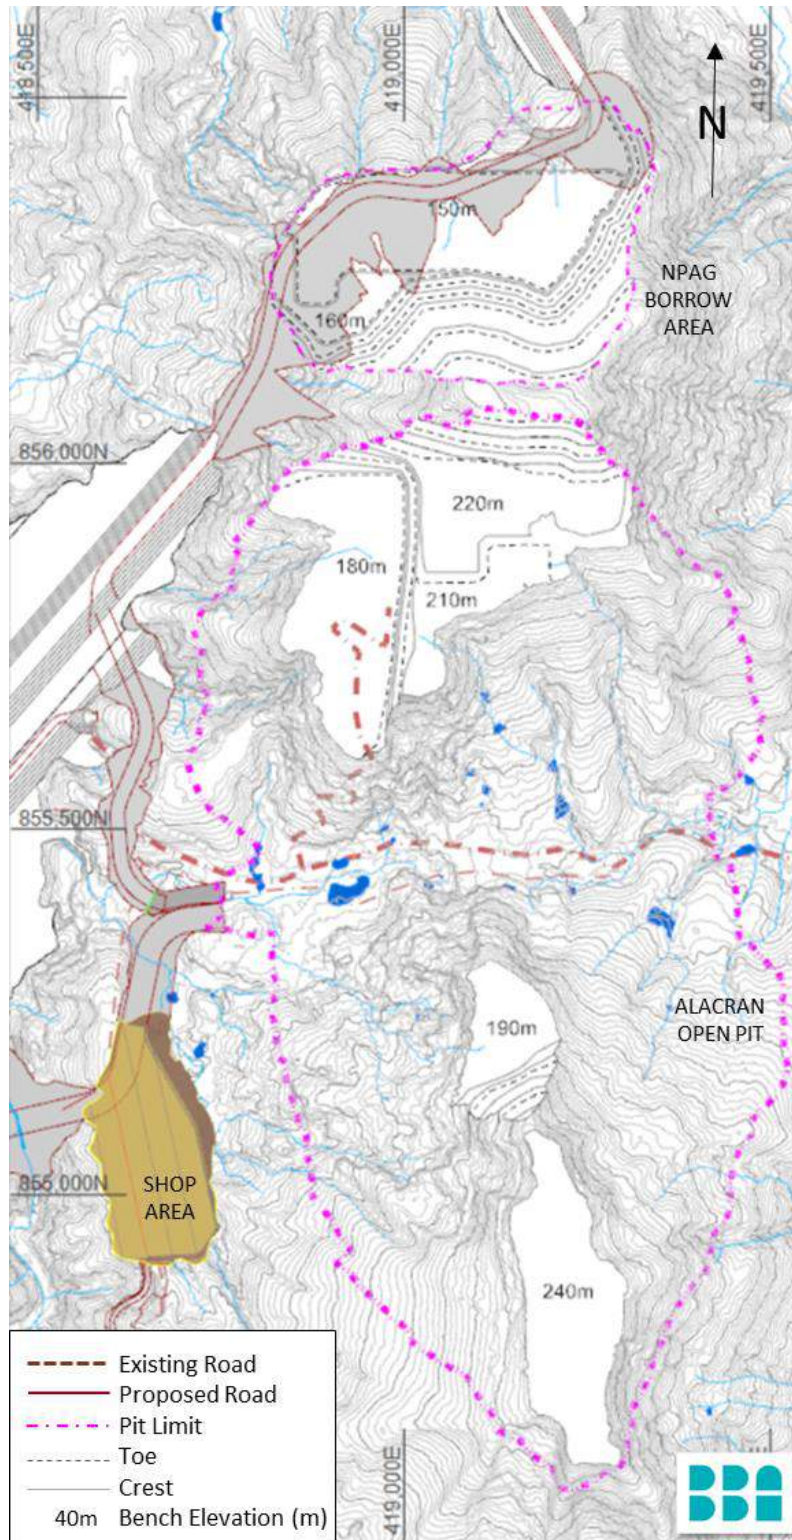 418,500E
419,000E
419,500E
N
150m
NPAG
BORROW
AREA
160m
856,000N
220m
180m
210m
855,500N
190m
ALACRAN
OPEN PIT
855,000N
SHOP
AREA
240m
Existing Road
Proposed Road
Pit Limit
Toe
Crest
40m Bench Elevation (m)
419,000E
BBA